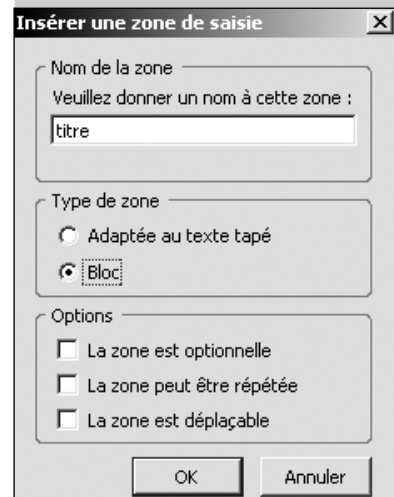 Insérer une zone de saisie
Nom de la zone
Veuillez donner un nom à cette zone :
titre
Type de zone
Adaptée au texte tapé
Bloc
Options
La zone est optionnelle
La zone peut être répétée
La zone est déplaçable
OK Annuler